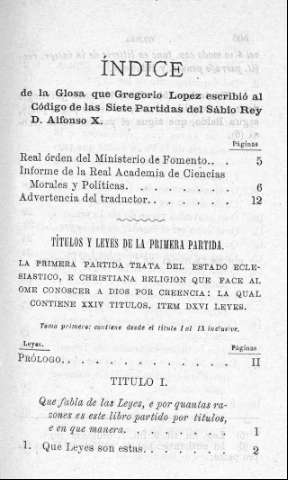 ÍNDICE
de la Glosa que Gregorio Lopez escribió al
Código de las Siete Partidas del Sábio Rey
D. Alfonso X.
Páginas
Real órden del Ministerio de Fomento.. . 5
Informe de la Real Academia de Ciencias
Morales y Políticas. . . . . . . . 6
Advertencia del traductor. . . . . . . 12
TÍTULOS Y LEYES DE LA PRIMERA PARTIDA.
LA PRIMERA PARTIDA TRATA DEL ESTADO ECLE-
SIASTICO, E CHRISTIANA RELIGION QUE FACE AL
OME CONOSCER A DIOS POR CREENCIA: LA QUAL
CONTIENE XXIV TITULOS. ITEM DXVI LEYES.
Tomo primero: contiene desde el título I al IX inclusive.
Leyes. Páginas
PRÓLOGO. . . . . . . . . . . II
TITULO I.
Que fabla de las Leyes, e por quantas ra-
zones es este libro partido por titulos,
e en que manera. . . . . . . . 1
1. Que Leyes son estas. . . . . . . 2